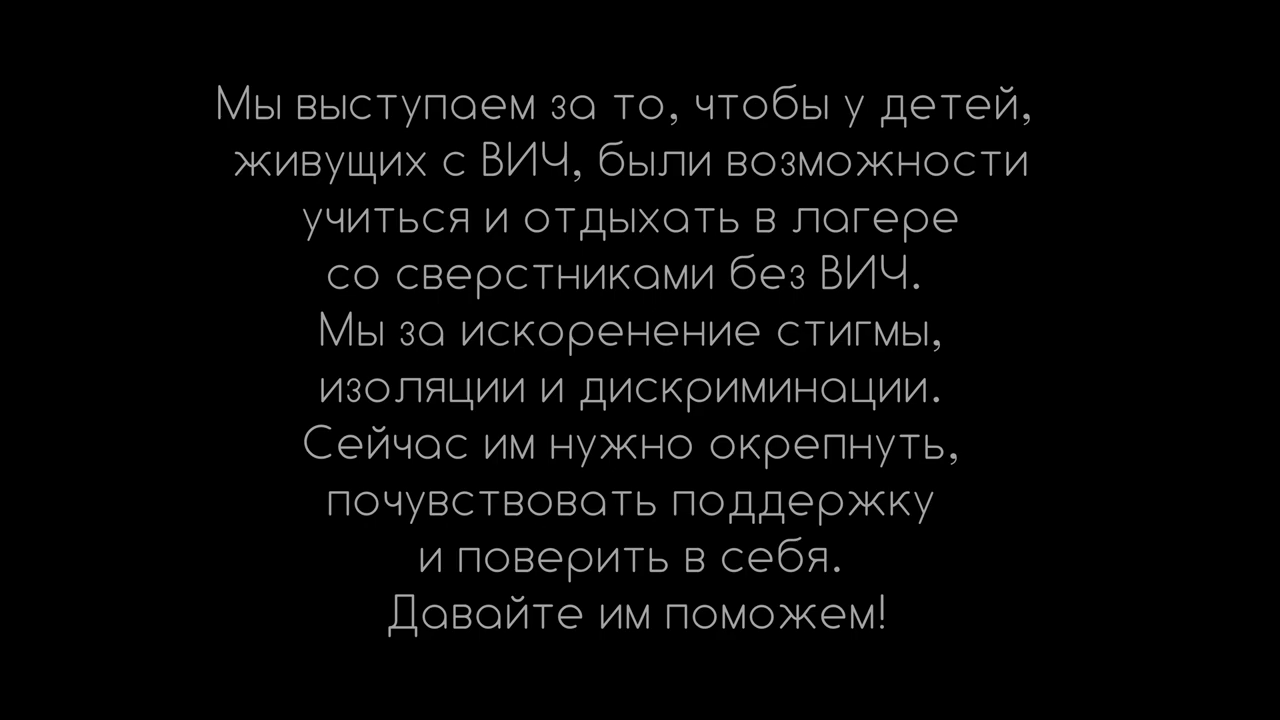 Мы выступаем за то, чтобы у детей,
живущих с ВИЧ, были возможности
учиться и отдыхать в лагере
со сверстниками без ВИЧ.
Мы за искоренение стигмы,
изоляции и дискриминации.
Сейчас им нужно окрепнуть,
почувствовать поддержку
и поверить в себя.
Давайте им поможем!